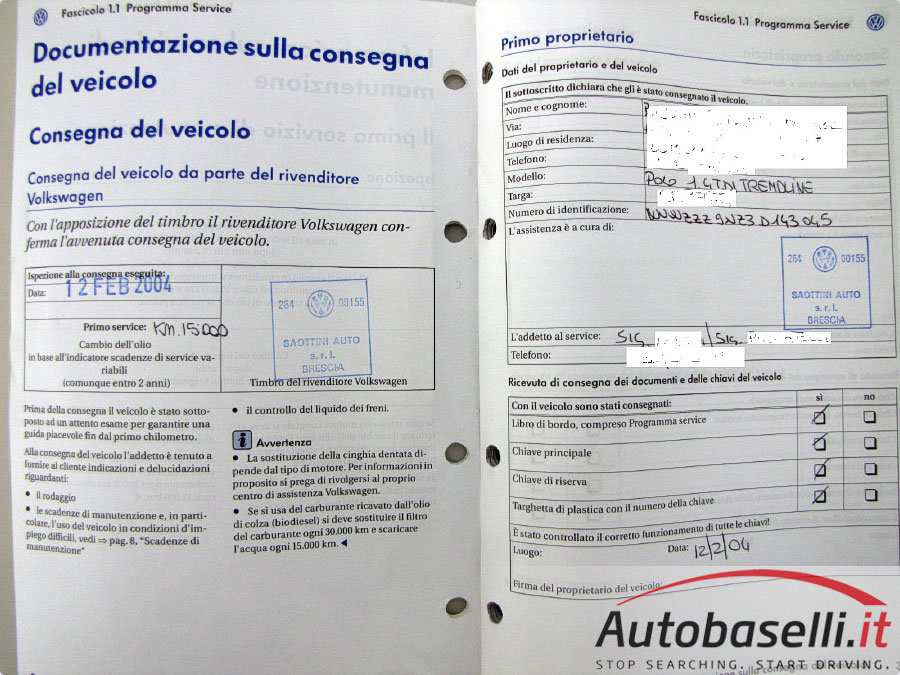 Fascicolo 1.1 Programma Service
Documentazione sulla consegna
del veicolo
Consegna del veicolo
Consegna del veicolo da parte del rivenditore
Volkswagen
Con l'apposizione del timbro il rivenditore Volkswagen con-
ferma l'avvenuta consegna del veicolo.
Ispezione alla consegna eseguita:
Data: 12 FEB 2004
Primo service: KM. 15.000
Cambio dell'olio
in base all'indicatore scadenze di service va-
riabili
(comunque entro 2 anni)
264 00155
SAOTTINI AUTO
s.r.l.
BRESCIA
Timbro del rivenditore Volkswagen
Prima della consegna il veicolo è stato sotto-
posto ad un attento esame per garantire una
guida piacevole fin dal primo chilometro.
Alla consegna del veicolo l'addetto è tenuto a
fornire al cliente indicazioni e delucidazioni
riguardanti:
• il rodaggio
• le scadenze di manutenzione e, in parti-
colare, l'uso del veicolo in condizioni d'im-
piego difficili, vedi ⇒ pag. 8, "Scadenze di
manutenzione"
• il controllo del liquido dei freni.
i Avvertenza
• La sostituzione della cinghia dentata di-
pende dal tipo di motore. Per informazioni in
proposito si prega di rivolgersi al proprio
centro di assistenza Volkswagen.
• Se si usa del carburante ricavato dall'olio
di colza (biodiesel) si deve sostituire il filtro
del carburante ogni 30.000 km e scaricare
l'acqua ogni 15.000 km. ◄
Fascicolo 1.1 Programma Service
Primo proprietario
Dati del proprietario e del veicolo
Il sottoscritto dichiara che gli è stato consegnato il veicolo.
Nome e cognome:
Via:
Luogo di residenza:
Telefono:
Modello: POLO 1.4TDI TRENDLINE
Targa:
Numero di identificazione: WVWZZZ9NZ3D143045
L'assistenza è a cura di:
264 00155
SAOTTINI AUTO
s.r.l.
BRESCIA
L'addetto al service: SIG. / SIG.
Telefono:
Ricevuta di consegna dei documenti e delle chiavi del veicolo
Con il veicolo sono stati consegnati: sì no
Libro di bordo, compreso Programma service
Chiave principale
Chiave di riserva
Targhetta di plastica con il numero della chiave
È stato controllato il corretto funzionamento di tutte le chiavi!
Luogo: Data: 12/2/04
Firma del proprietario del veicolo:
Autobaselli.it
STOP SEARCHING. START DRIVING.